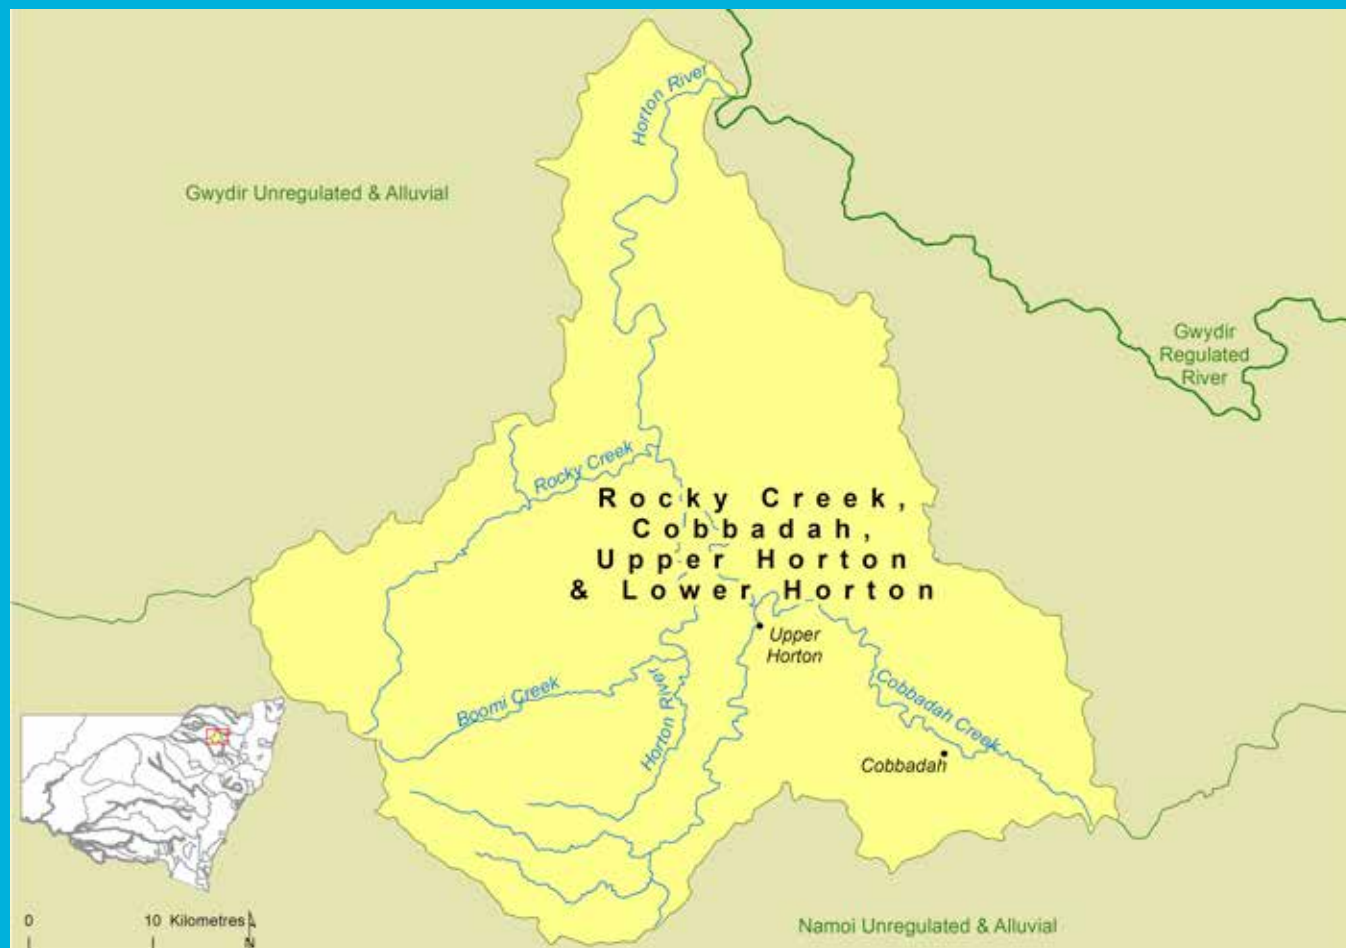 Horton River
Gwydir Unregulated & Alluvial
Gwydir
Regulated
River
Rocky Creek
Rocky Creek,
Cobbadah,
Upper Horton
& Lower Horton
Upper
Horton
Boomi Creek
Horton River
Cobbadah Creek
Cobbadah
0 10 Kilometres
N
Namoi Unregulated & Alluvial